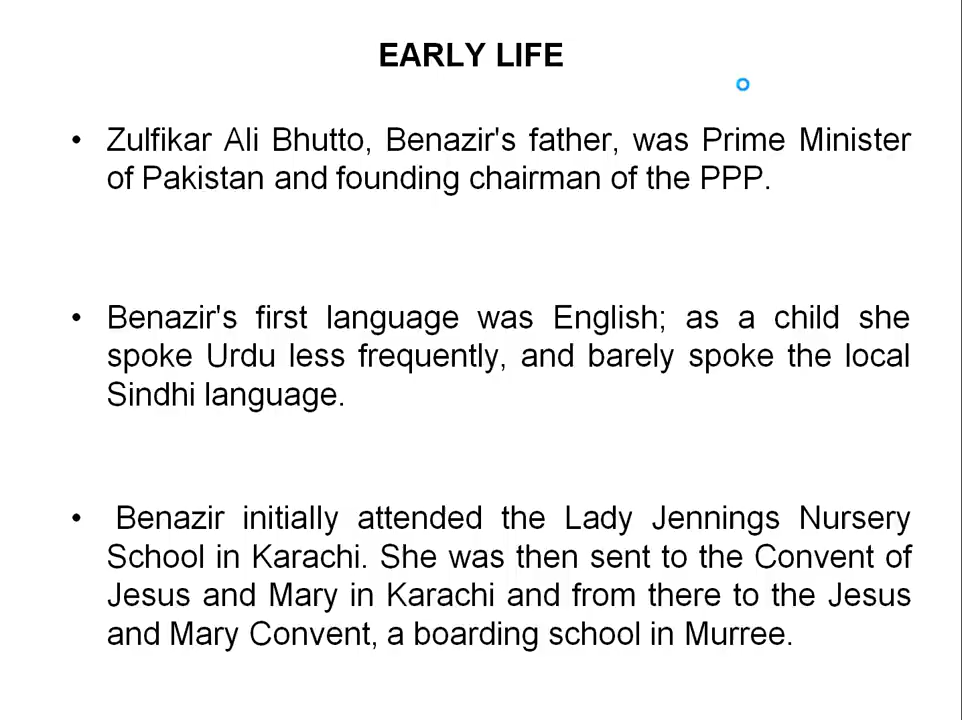 EARLY LIFE
• Zulfikar Ali Bhutto, Benazir's father, was Prime Minister
of Pakistan and founding chairman of the PPP.
• Benazir's first language was English; as a child she
spoke Urdu less frequently, and barely spoke the local
Sindhi language.
• Benazir initially attended the Lady Jennings Nursery
School in Karachi. She was then sent to the Convent of
Jesus and Mary in Karachi and from there to the Jesus
and Mary Convent, a boarding school in Murree.